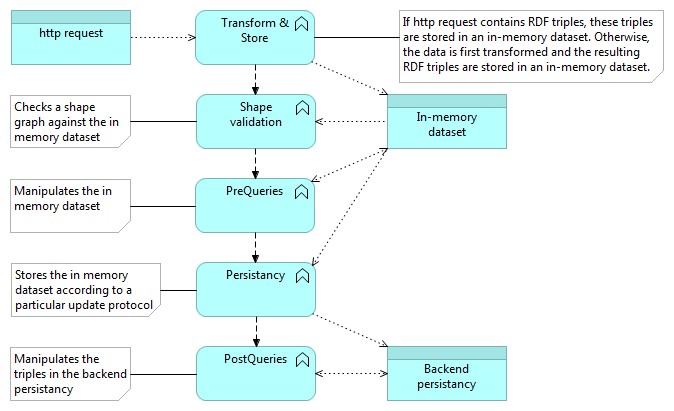 http request
Transform &
Store
If http request contains RDF triples, these triples
are stored in an in-memory dataset. Otherwise,
the data is first transformed and the resulting
RDF triples are stored in an in-memory dataset.
Checks a shape
graph against the in
memory dataset
Shape
validation
In-memory
dataset
Manipulates the in
memory dataset
PreQueries
Stores the in memory
dataset according to a
particular update protocol
Persistancy
Manipulates the
triples in the backend
persistancy
PostQueries
Backend
persistancy